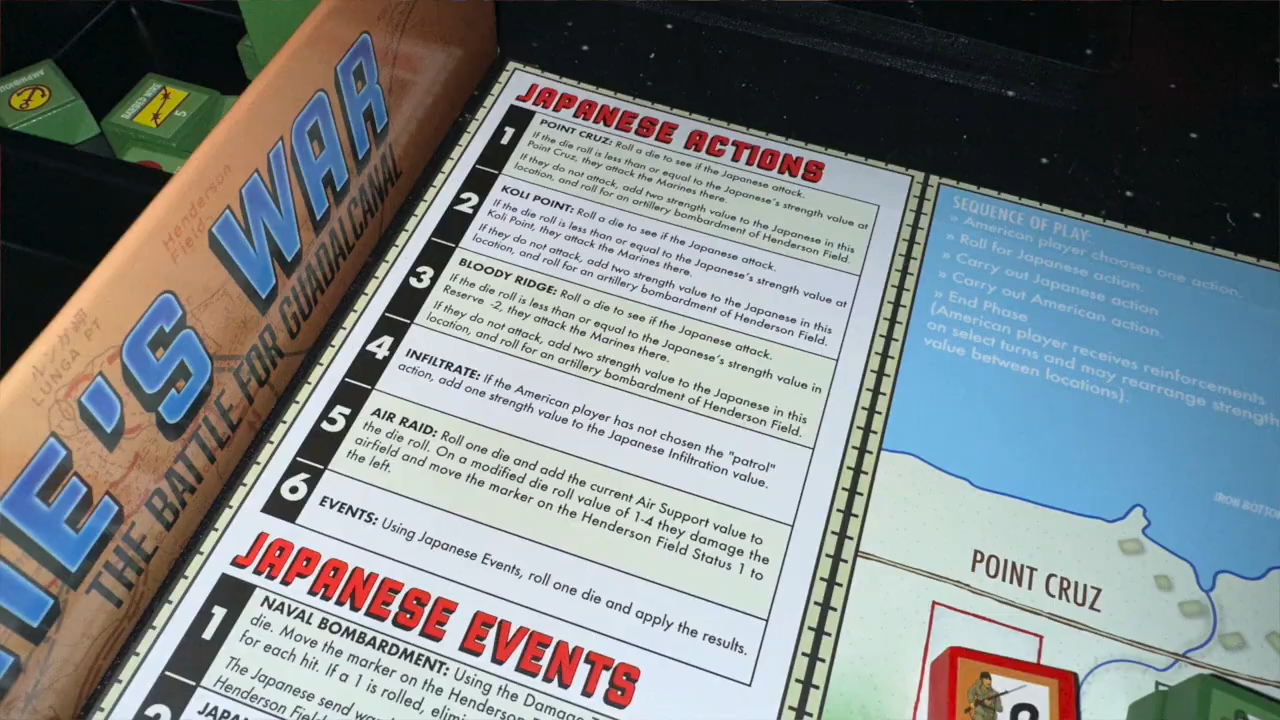 AMPHIBIOUS
BARBED WIRE
5
IE'S WAR
THE BATTLE FOR GUADALCANAL
Henderson
Field
LUNGA PT
JAPANESE ACTIONS
1
POINT CRUZ: Roll a die to see if the Japanese attack.
If the die roll is less than or equal to the Japanese's strength value at
Point Cruz, they attack the Marines there.
If they do not attack, add two strength value to the Japanese in this
location, and roll for an artillery bombardment of Henderson Field.
2
KOLI POINT: Roll a die to see if the Japanese attack.
If the die roll is less than or equal to the Japanese's strength value at
Koli Point, they attack the Marines there.
If they do not attack, add two strength value to the Japanese in this
location, and roll for an artillery bombardment of Henderson Field.
3
BLOODY RIDGE: Roll a die to see if the Japanese attack.
If the die roll is less than or equal to the Japanese's strength value in
Reserve -2, they attack the Marines there.
If they do not attack, add two strength value to the Japanese in this
location, and roll for an artillery bombardment of Henderson Field.
4
INFILTRATE: If the American player has not chosen the "patrol"
action, add one strength value to the Japanese Infiltration value.
5
AIR RAID: Roll one die and add the current Air Support value to
the die roll. On a modified die roll value of 1-4 they damage the
airfield and move the marker on the Henderson Field Status 1 to
the left.
6
EVENTS: Using Japanese Events, roll one die and apply the results.
JAPANESE EVENTS
1
NAVAL BOMBARDMENT: Using the Damage
die. Move the marker on the Henderson
for each hit. If a 1 is rolled,
The Japanese send
Henderson Field
2
SEQUENCE OF PLAY:
» American player chooses one action.
» Roll for Japanese action.
» Carry out Japanese action
» Carry out American action.
» End Phase
(American player receives reinforcements
on select turns and may rearrange strength
value between locations).
IRON BOTTO
POINT CRUZ